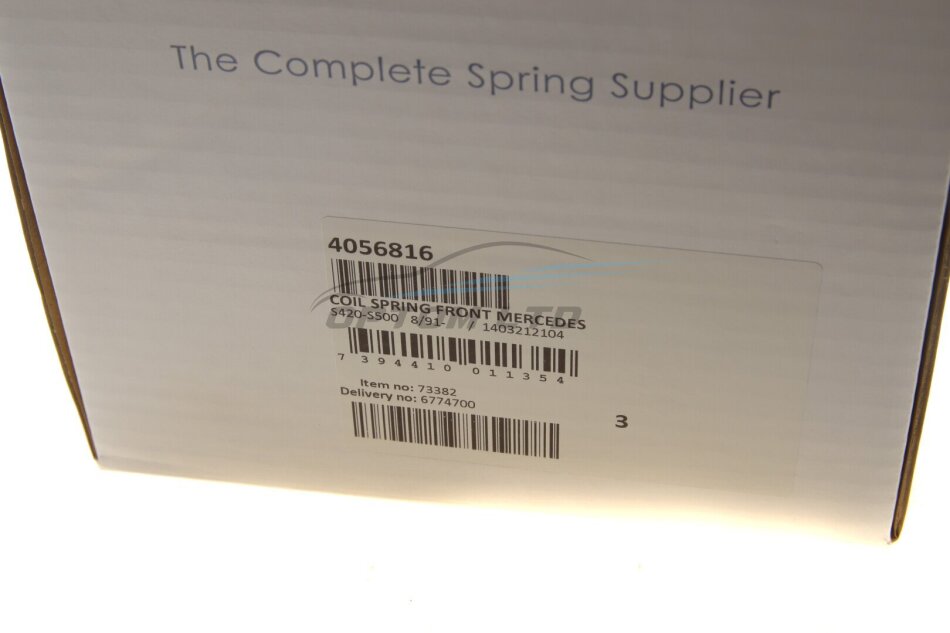 The Complete Spring Supplier
4056816
COIL SPRING FRONT MERCEDES
S420-S500 8/91- / 1403212104
7 394410 011354
Item no: 73382
Delivery no: 6774700
3